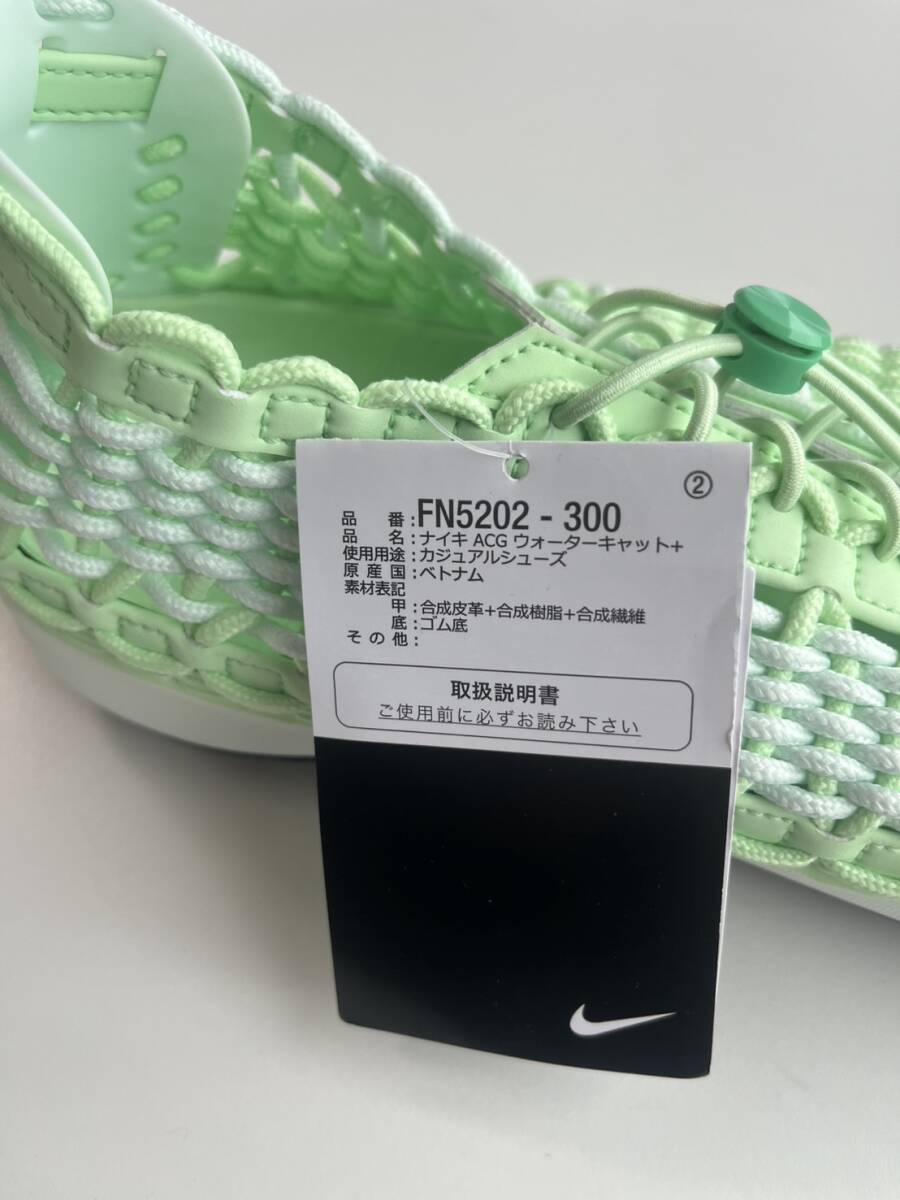 ②
品 番:FN5202 - 300
品 名:ナイキ ACG ウォーターキャット+
使用用途:カジュアルシューズ
原 産 国:ベトナム
素材表記
甲:合成皮革+合成樹脂+合成繊維
底:ゴム底
そ の 他:
取扱説明書
ご使用前に必ずお読み下さい